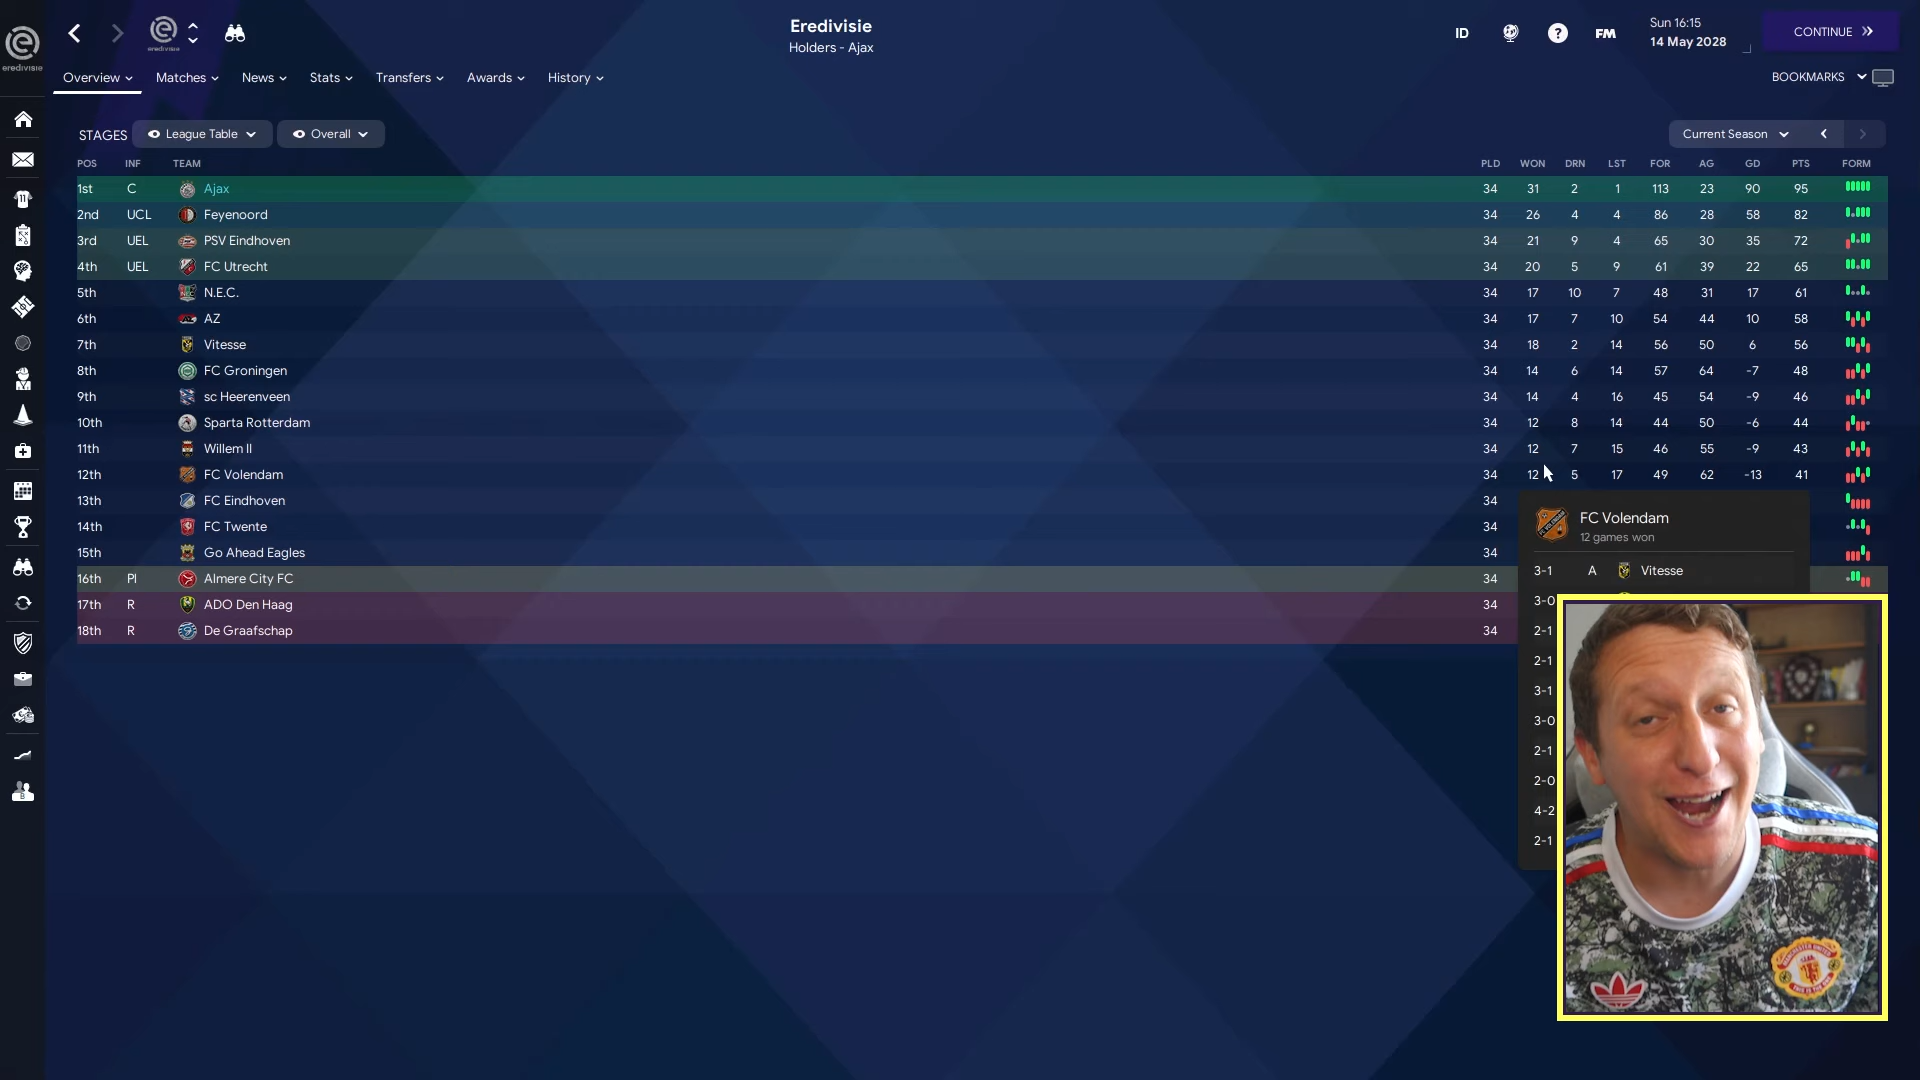 Eredivisie
Holders - Ajax
eredivisie
eredivisie
ID
?
FM
Sun 16:15
14 May 2028
CONTINUE
Overview
Matches
News
Stats
Transfers
Awards
History
BOOKMARKS
STAGES
League Table
Overall
Current Season
POS INF TEAM PLD WON DRN LST FOR AG GD PTS FORM
1st C Ajax 34 31 2 1 113 23 90 95
2nd UCL Feyenoord 34 26 4 4 86 28 58 82
3rd UEL PSV Eindhoven 34 21 9 4 65 30 35 72
4th UEL FC Utrecht 34 20 5 9 61 39 22 65
5th N.E.C. 34 17 10 7 48 31 17 61
6th AZ 34 17 7 10 54 44 10 58
7th Vitesse 34 18 2 14 56 50 6 56
8th FC Groningen 34 14 6 14 57 64 -7 48
9th sc Heerenveen 34 14 4 16 45 54 -9 46
10th Sparta Rotterdam 34 12 8 14 44 50 -6 44
11th Willem II 34 12 7 15 46 55 -9 43
12th FC Volendam 34 12 5 17 49 62 -13 41
13th FC Eindhoven 34
14th FC Twente 34
15th Go Ahead Eagles 34
16th Pl Almere City FC 34
17th R ADO Den Haag 34
18th R De Graafschap 34
FC Volendam
12 games won
3-1 A Vitesse
3-0
2-1
2-1
3-1
3-0
2-1
2-0
4-2
2-1
MANCHESTER UNITED